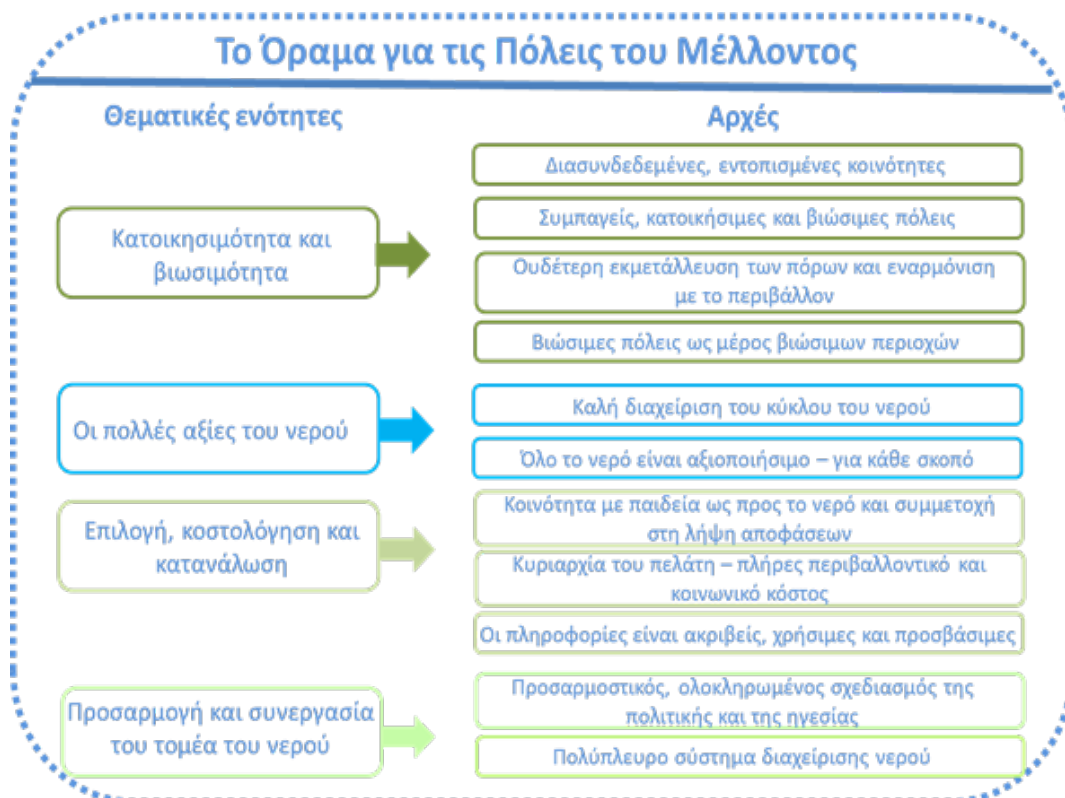 Το Όραμα για τις Πόλεις του Μέλλοντος
Θεματικές ενότητες
Αρχές
Κατοικησιμότητα και
βιωσιμότητα
Διασυνδεδεμένες, εντοπισμένες κοινότητες
Συμπαγείς, κατοικήσιμες και βιώσιμες πόλεις
Ουδέτερη εκμετάλλευση των πόρων και εναρμόνιση
με το περιβάλλον
Βιώσιμες πόλεις ως μέρος βιώσιμων περιοχών
Οι πολλές αξίες του νερού
Καλή διαχείριση του κύκλου του νερού
Όλο το νερό είναι αξιοποιήσιμο – για κάθε σκοπό
Επιλογή, κοστολόγηση και
κατανάλωση
Κοινότητα με παιδεία ως προς το νερό και συμμετοχή
στη λήψη αποφάσεων
Κυριαρχία του πελάτη – πλήρες περιβαλλοντικό και
κοινωνικό κόστος
Οι πληροφορίες είναι ακριβείς, χρήσιμες και προσβάσιμες
Προσαρμογή και συνεργασία
του τομέα του νερού
Προσαρμοστικός, ολοκληρωμένος σχεδιασμός της
πολιτικής και της ηγεσίας
Πολύπλευρο σύστημα διαχείρισης νερού